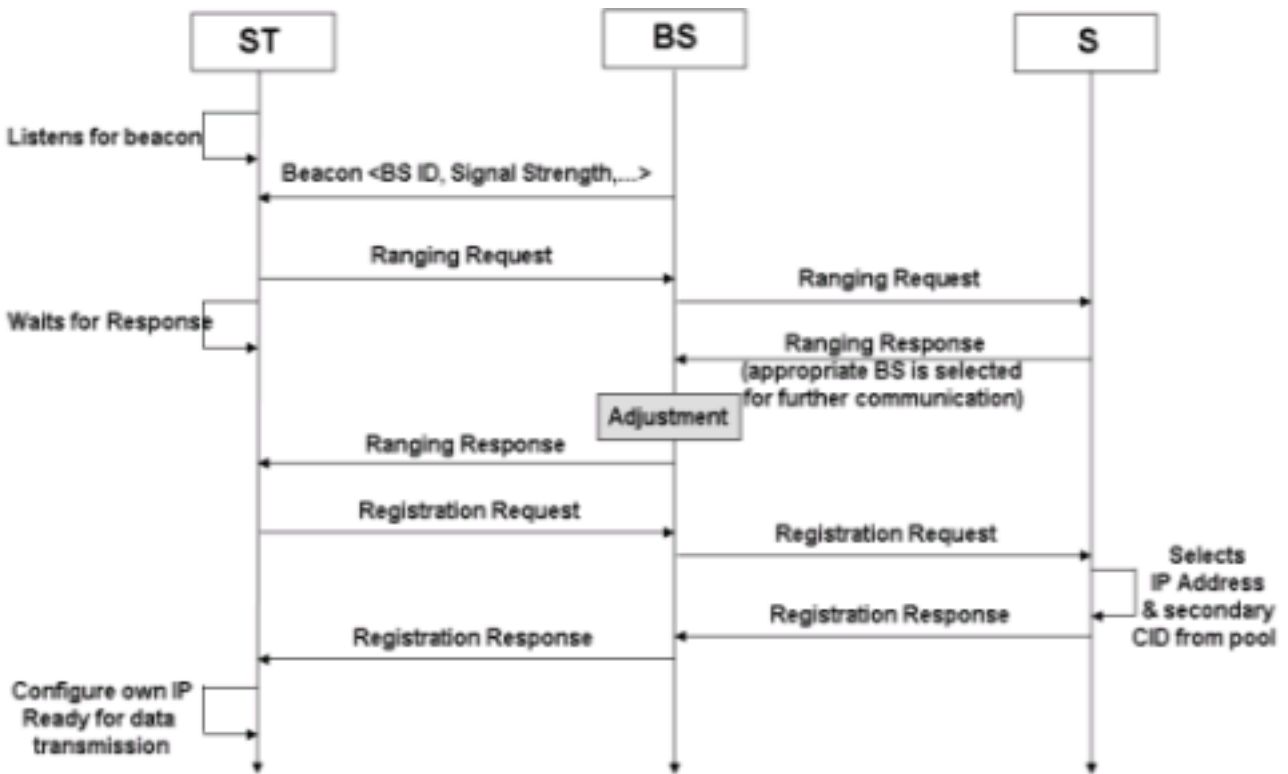 ST
BS
S
Listens for beacon
Beacon <BS ID, Signal Strength,...>
Ranging Request
Ranging Request
Waits for Response
Ranging Response
(appropriate BS is selected
for further communication)
Adjustment
Ranging Response
Registration Request
Registration Request
Selects
IP Address
& secondary
CID from pool
Registration Response
Registration Response
Configure own IP
Ready for data
transmission